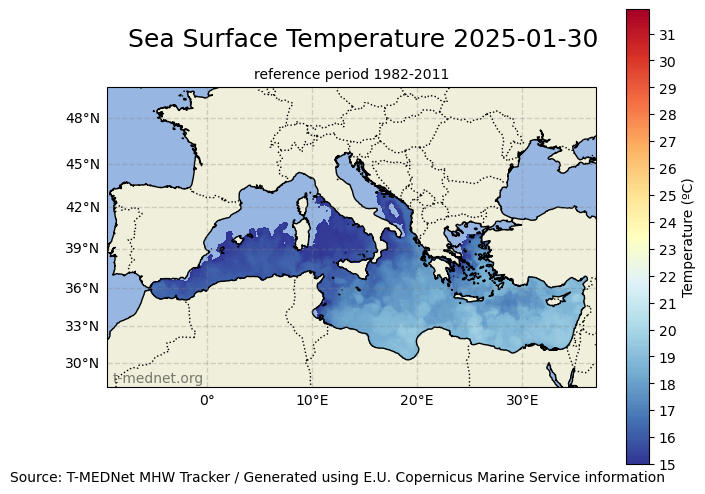 Sea Surface Temperature 2025-01-30
reference period 1982-2011
48°N
45°N
42°N
39°N
36°N
33°N
30°N
t-mednet.org
0°
10°E
20°E
30°E
31
30
29
28
27
26
25
24
23
22
21
20
19
18
17
16
15
Temperature (ºC)
Source: T-MEDNet MHW Tracker / Generated using E.U. Copernicus Marine Service information